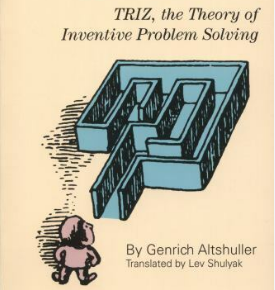 TRIZ, the Theory of
Inventive Problem Solving
By Genrich Altshuller
Translated by Lev Shulyak